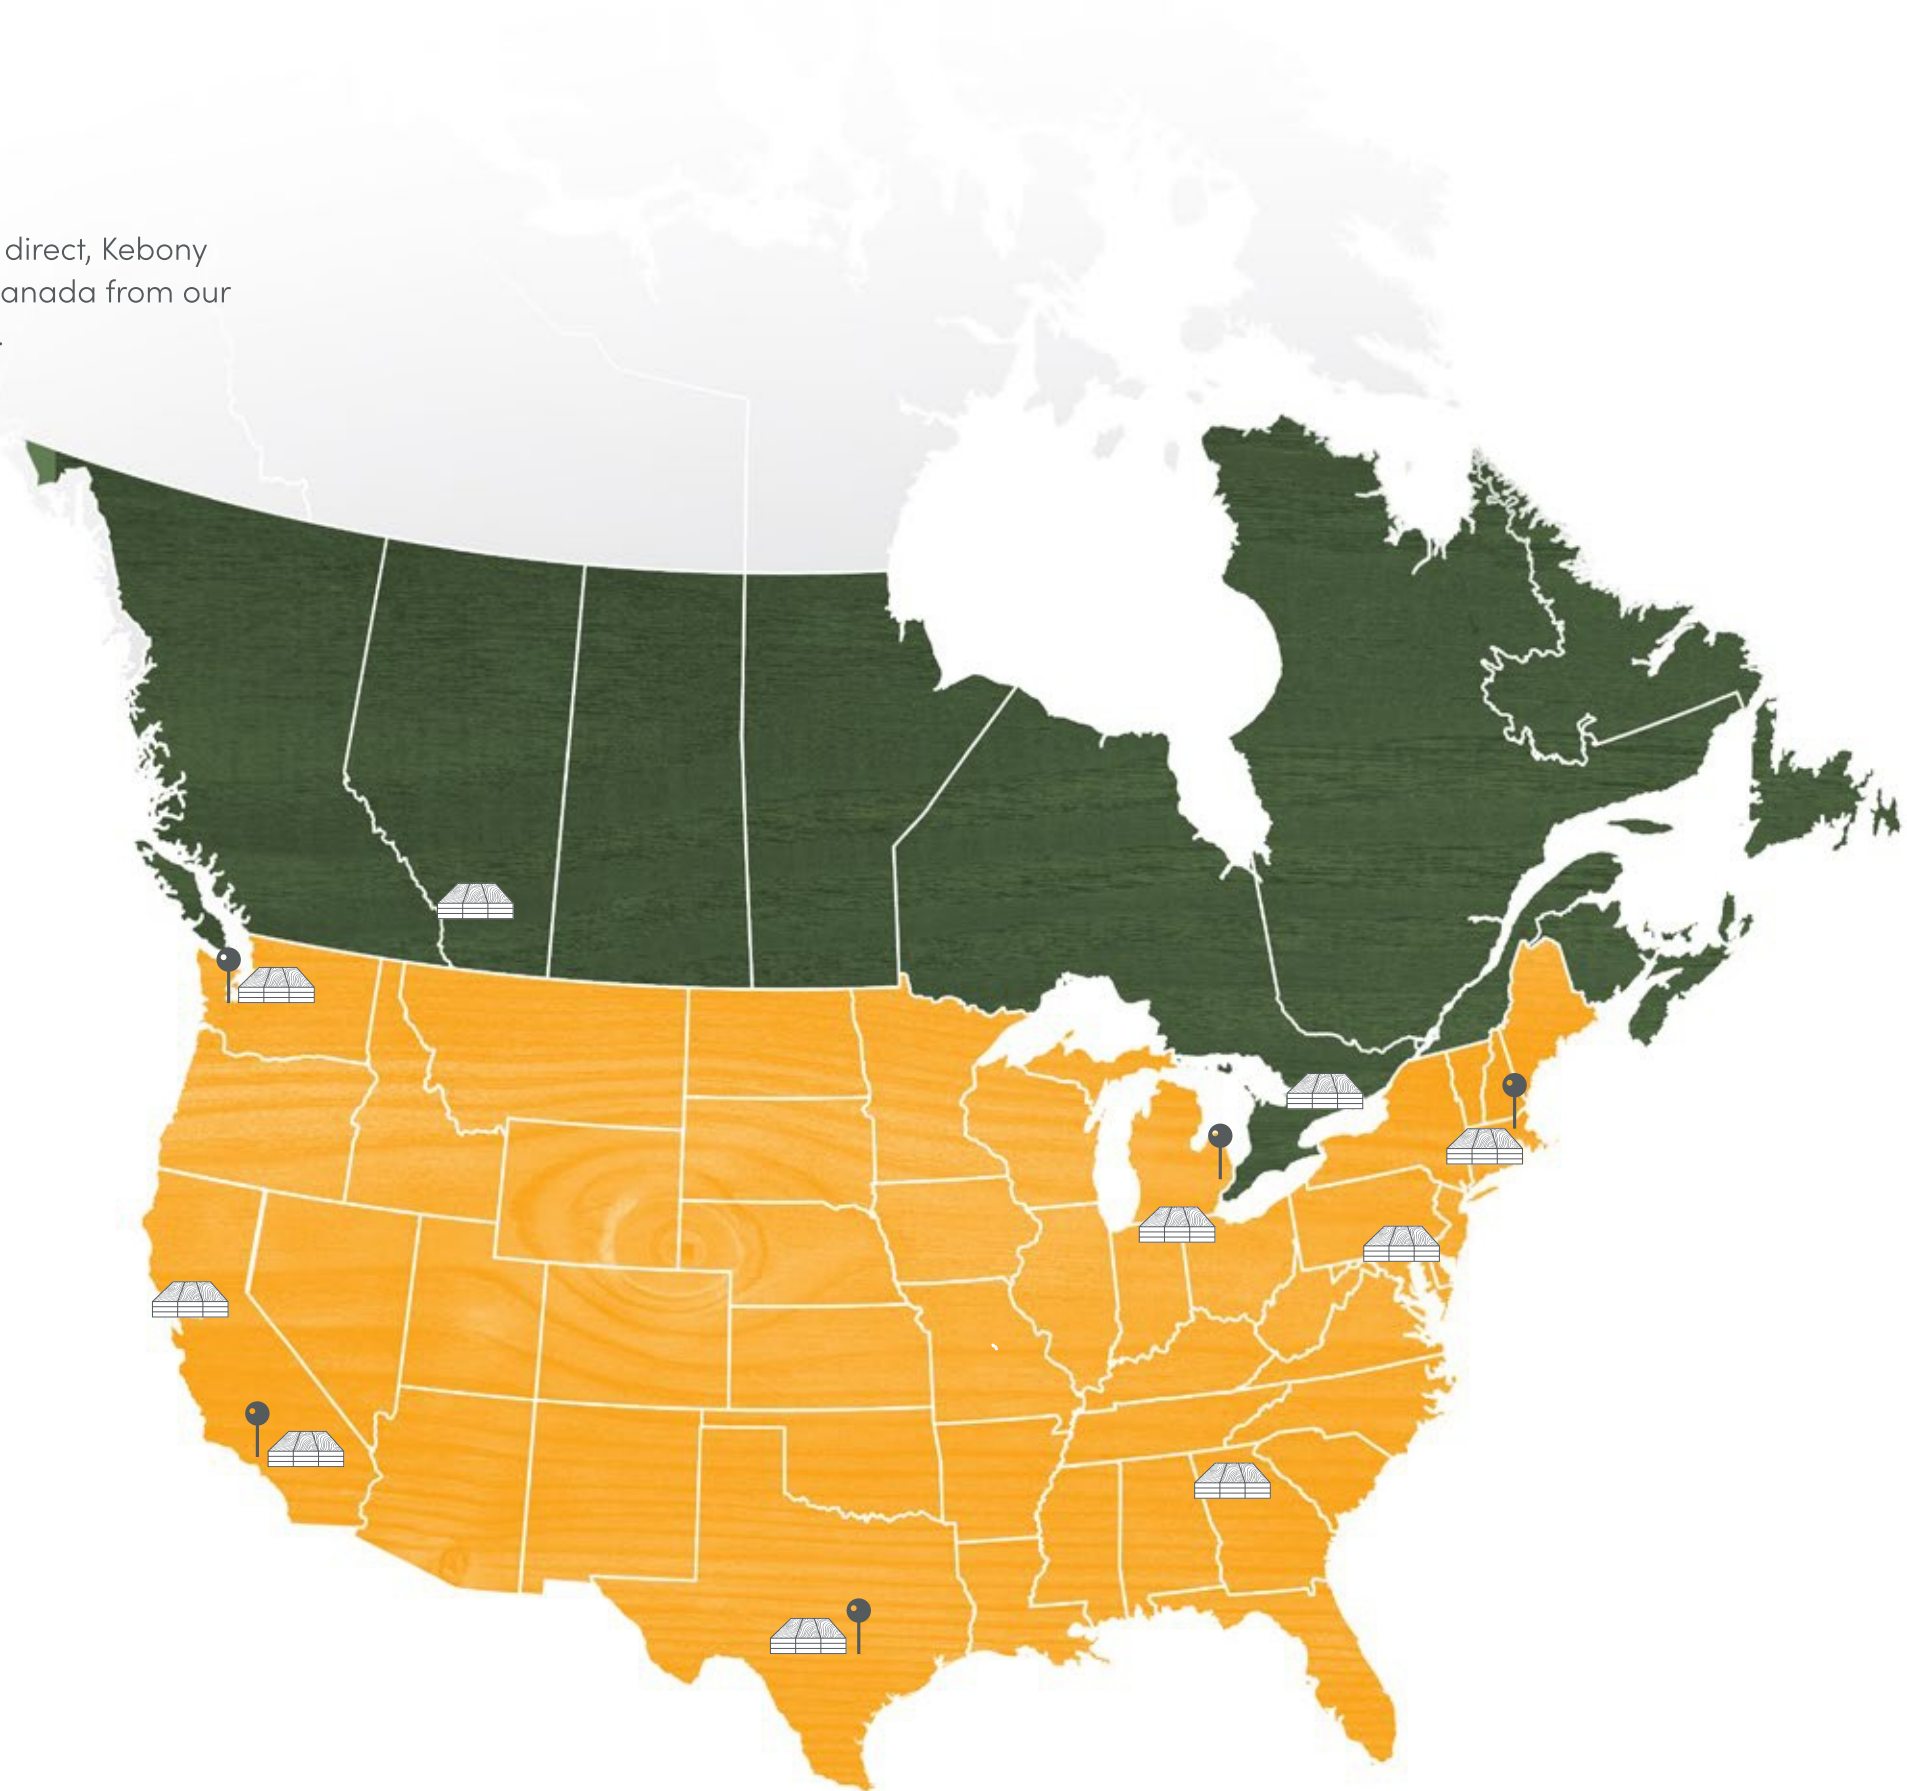 direct, Kebony
anada from our
.